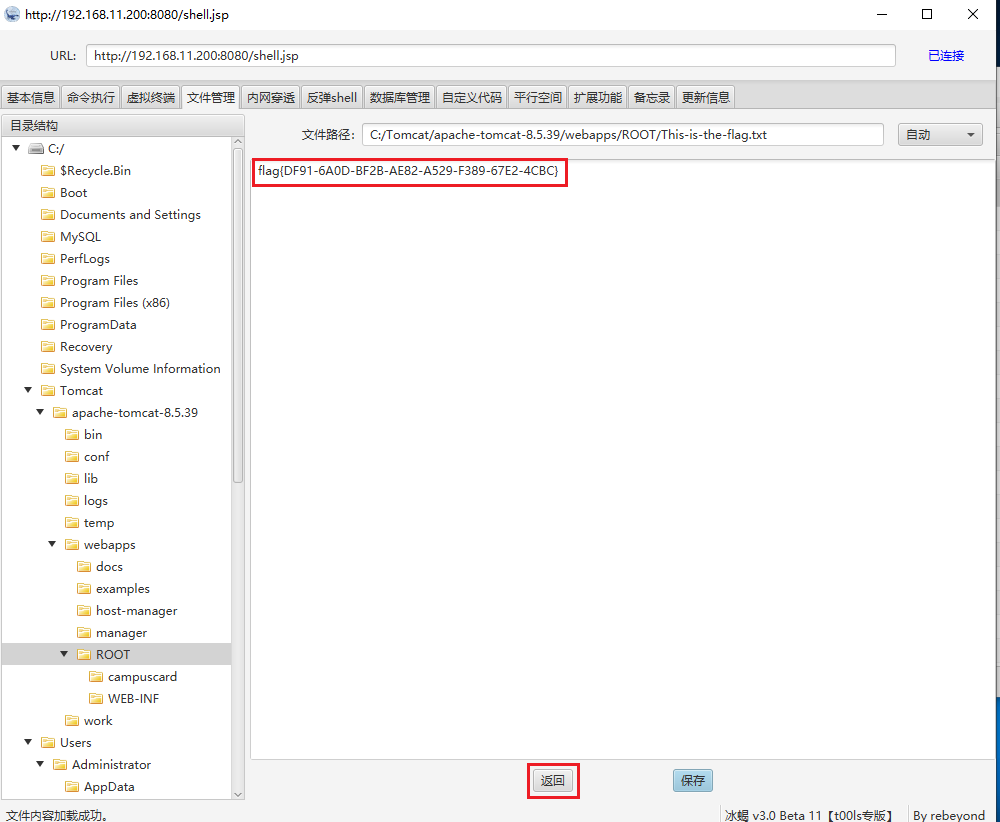 http://192.168.11.200:8080/shell.jsp
URL: http://192.168.11.200:8080/shell.jsp 已连接
基本信息 命令执行 虚拟终端 文件管理 内网穿透 反弹shell 数据库管理 自定义代码 平行空间 扩展功能 备忘录 更新信息
目录结构
文件路径: C:/Tomcat/apache-tomcat-8.5.39/webapps/ROOT/This-is-the-flag.txt 自动
flag{DF91-6A0D-BF2B-AE82-A529-F389-67E2-4CBC}
C:/
$Recycle.Bin
Boot
Documents and Settings
MySQL
PerfLogs
Program Files
Program Files (x86)
ProgramData
Recovery
System Volume Information
Tomcat
apache-tomcat-8.5.39
bin
conf
lib
logs
temp
webapps
docs
examples
host-manager
manager
ROOT
campuscard
WEB-INF
work
Users
Administrator
AppData
返回 保存
文件内容加载成功。 冰蝎 v3.0 Beta 11【t00ls专版】 By rebeyond